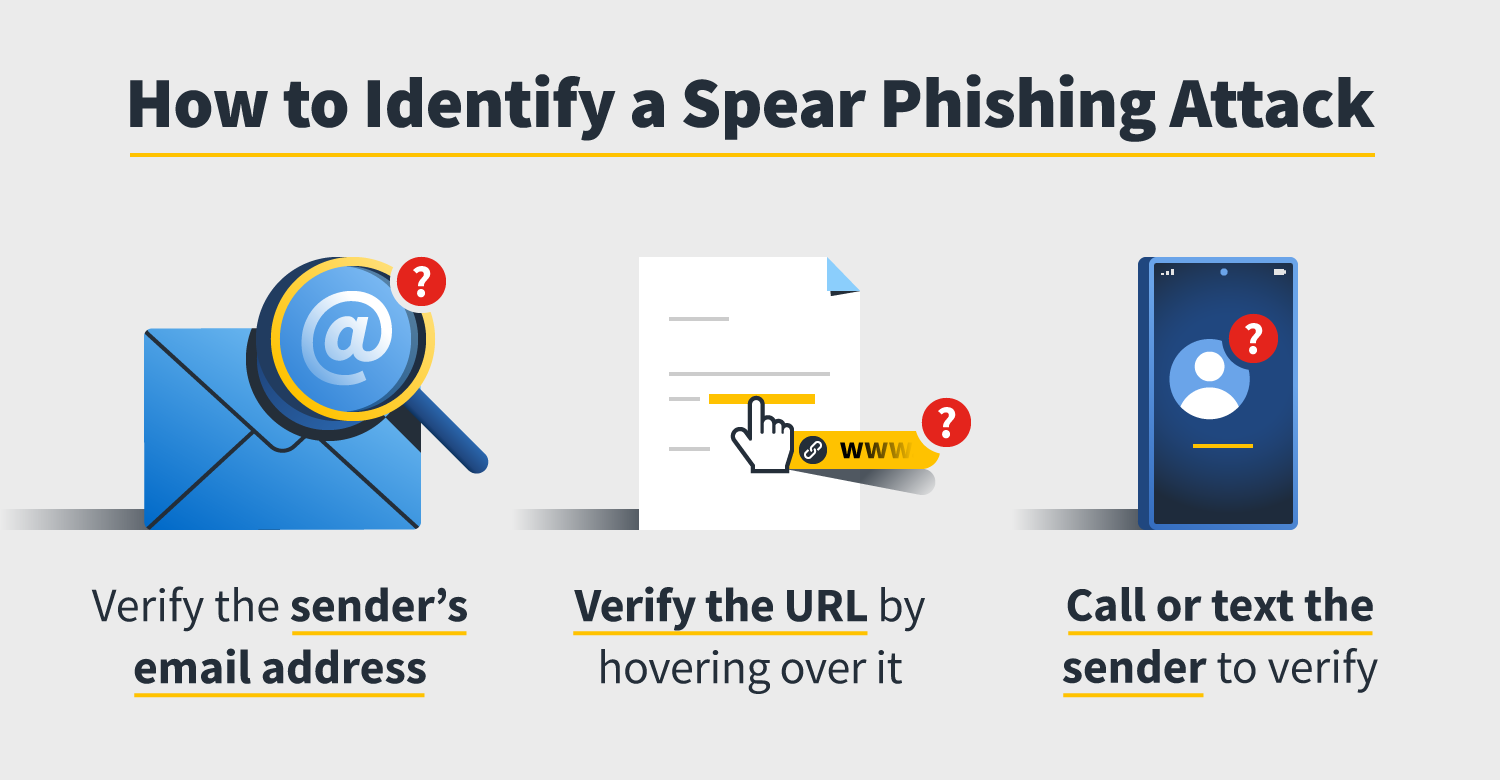 How to Identify a Spear Phishing Attack
@
?
www
?
?
Verify the sender’s
email address
Verify the URL by
hovering over it
Call or text the
sender to verify